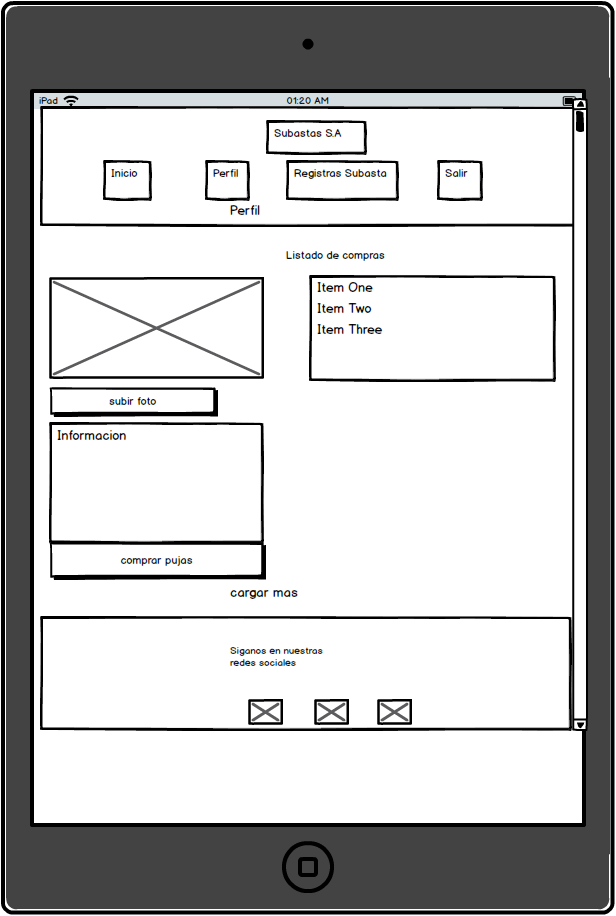 iPad
01:20 AM
Subastas S.A
Inicio
Perfil
Registras Subasta
Salir
Perfil
Listado de compras
Item One
Item Two
Item Three
subir foto
Informacion
comprar pujas
cargar mas
Siganos en nuestras
redes sociales